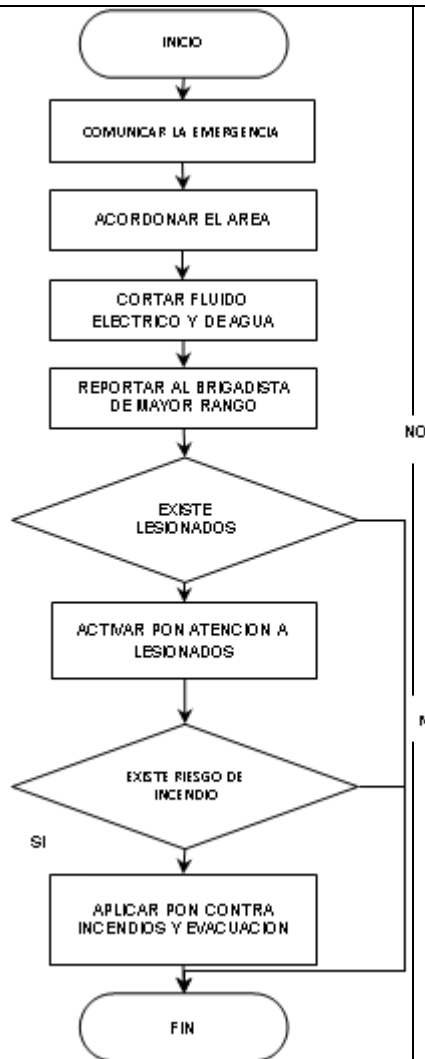 INICIO
COMUNICAR LA EMERGENCIA
ACORDONAR EL AREA
CORTAR FLUIDO
ELECTRICO Y DE AGUA
REPORTAR AL BRIGADISTA
DE MAYOR RANGO
NO
EXISTE
LESIONADOS
ACTIVAR PON ATENCION A
LESIONADOS
EXISTE RIESGO DE
INCENDIO
SI
APLICAR PON CONTRA
INCENDIOS Y EVACUACION
FIN